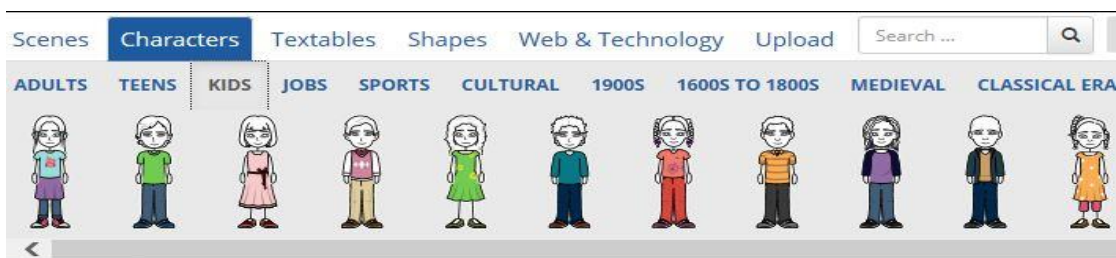 Scenes Characters Textables Shapes Web & Technology Upload Search ...
ADULTS TEENS KIDS JOBS SPORTS CULTURAL 1900S 1600S TO 1800S MEDIEVAL CLASSICAL ERA